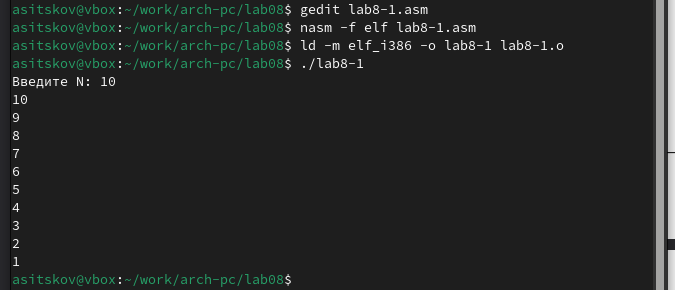 asitskov@vbox:~/work/arch-pc/lab08$ gedit lab8-1.asm
asitskov@vbox:~/work/arch-pc/lab08$ nasm -f elf lab8-1.asm
asitskov@vbox:~/work/arch-pc/lab08$ ld -m elf_i386 -o lab8-1 lab8-1.o
asitskov@vbox:~/work/arch-pc/lab08$ ./lab8-1
Введите N: 10
10
9
8
7
6
5
4
3
2
1
asitskov@vbox:~/work/arch-pc/lab08$